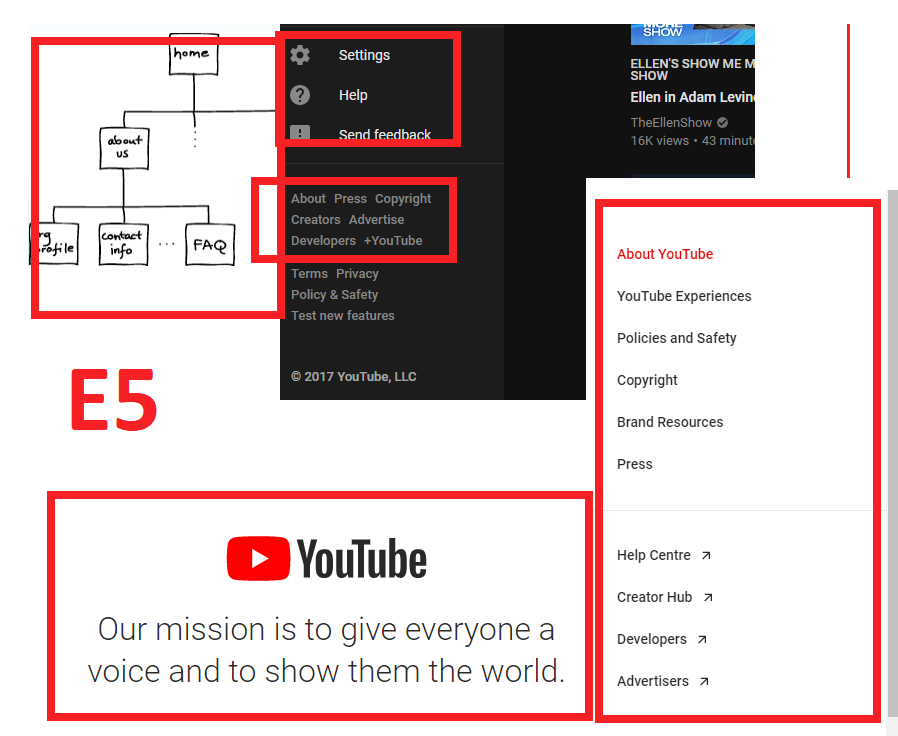 home
about
us
rg
rofile
contact
info
...
FAQ
Settings
Help
Send feedback
About Press Copyright
Creators Advertise
Developers +YouTube
Terms Privacy
Policy & Safety
Test new features
© 2017 YouTube, LLC
SHOW
ELLEN'S SHOW ME M
SHOW
Ellen in Adam Levin
TheEllenShow
16K views • 43 minute
About YouTube
YouTube Experiences
Policies and Safety
Copyright
Brand Resources
Press
Help Centre
Creator Hub
Developers
Advertisers
E5
YouTube
Our mission is to give everyone a
voice and to show them the world.